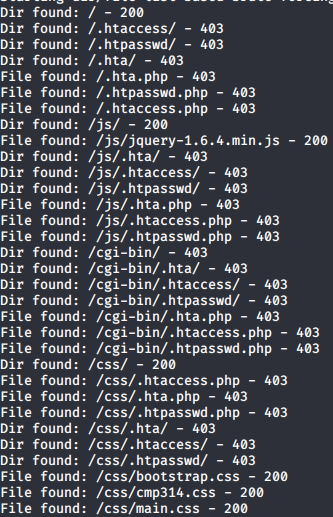 Dir found: / - 200
Dir found: /.htaccess/ - 403
Dir found: /.htpasswd/ - 403
Dir found: /.hta/ - 403
File found: /.hta.php - 403
File found: /.htpasswd.php - 403
File found: /.htaccess.php - 403
Dir found: /js/ - 200
File found: /js/jquery-1.6.4.min.js - 200
Dir found: /js/.hta/ - 403
Dir found: /js/.htaccess/ - 403
Dir found: /js/.htpasswd/ - 403
File found: /js/.hta.php - 403
File found: /js/.htaccess.php - 403
File found: /js/.htpasswd.php - 403
Dir found: /cgi-bin/ - 403
Dir found: /cgi-bin/.hta/ - 403
Dir found: /cgi-bin/.htaccess/ - 403
Dir found: /cgi-bin/.htpasswd/ - 403
File found: /cgi-bin/.hta.php - 403
File found: /cgi-bin/.htaccess.php - 403
File found: /cgi-bin/.htpasswd.php - 403
Dir found: /css/ - 200
File found: /css/.htaccess.php - 403
File found: /css/.hta.php - 403
File found: /css/.htpasswd.php - 403
Dir found: /css/.hta/ - 403
Dir found: /css/.htaccess/ - 403
Dir found: /css/.htpasswd/ - 403
File found: /css/bootstrap.css - 200
File found: /css/cmp314.css - 200
File found: /css/main.css - 200